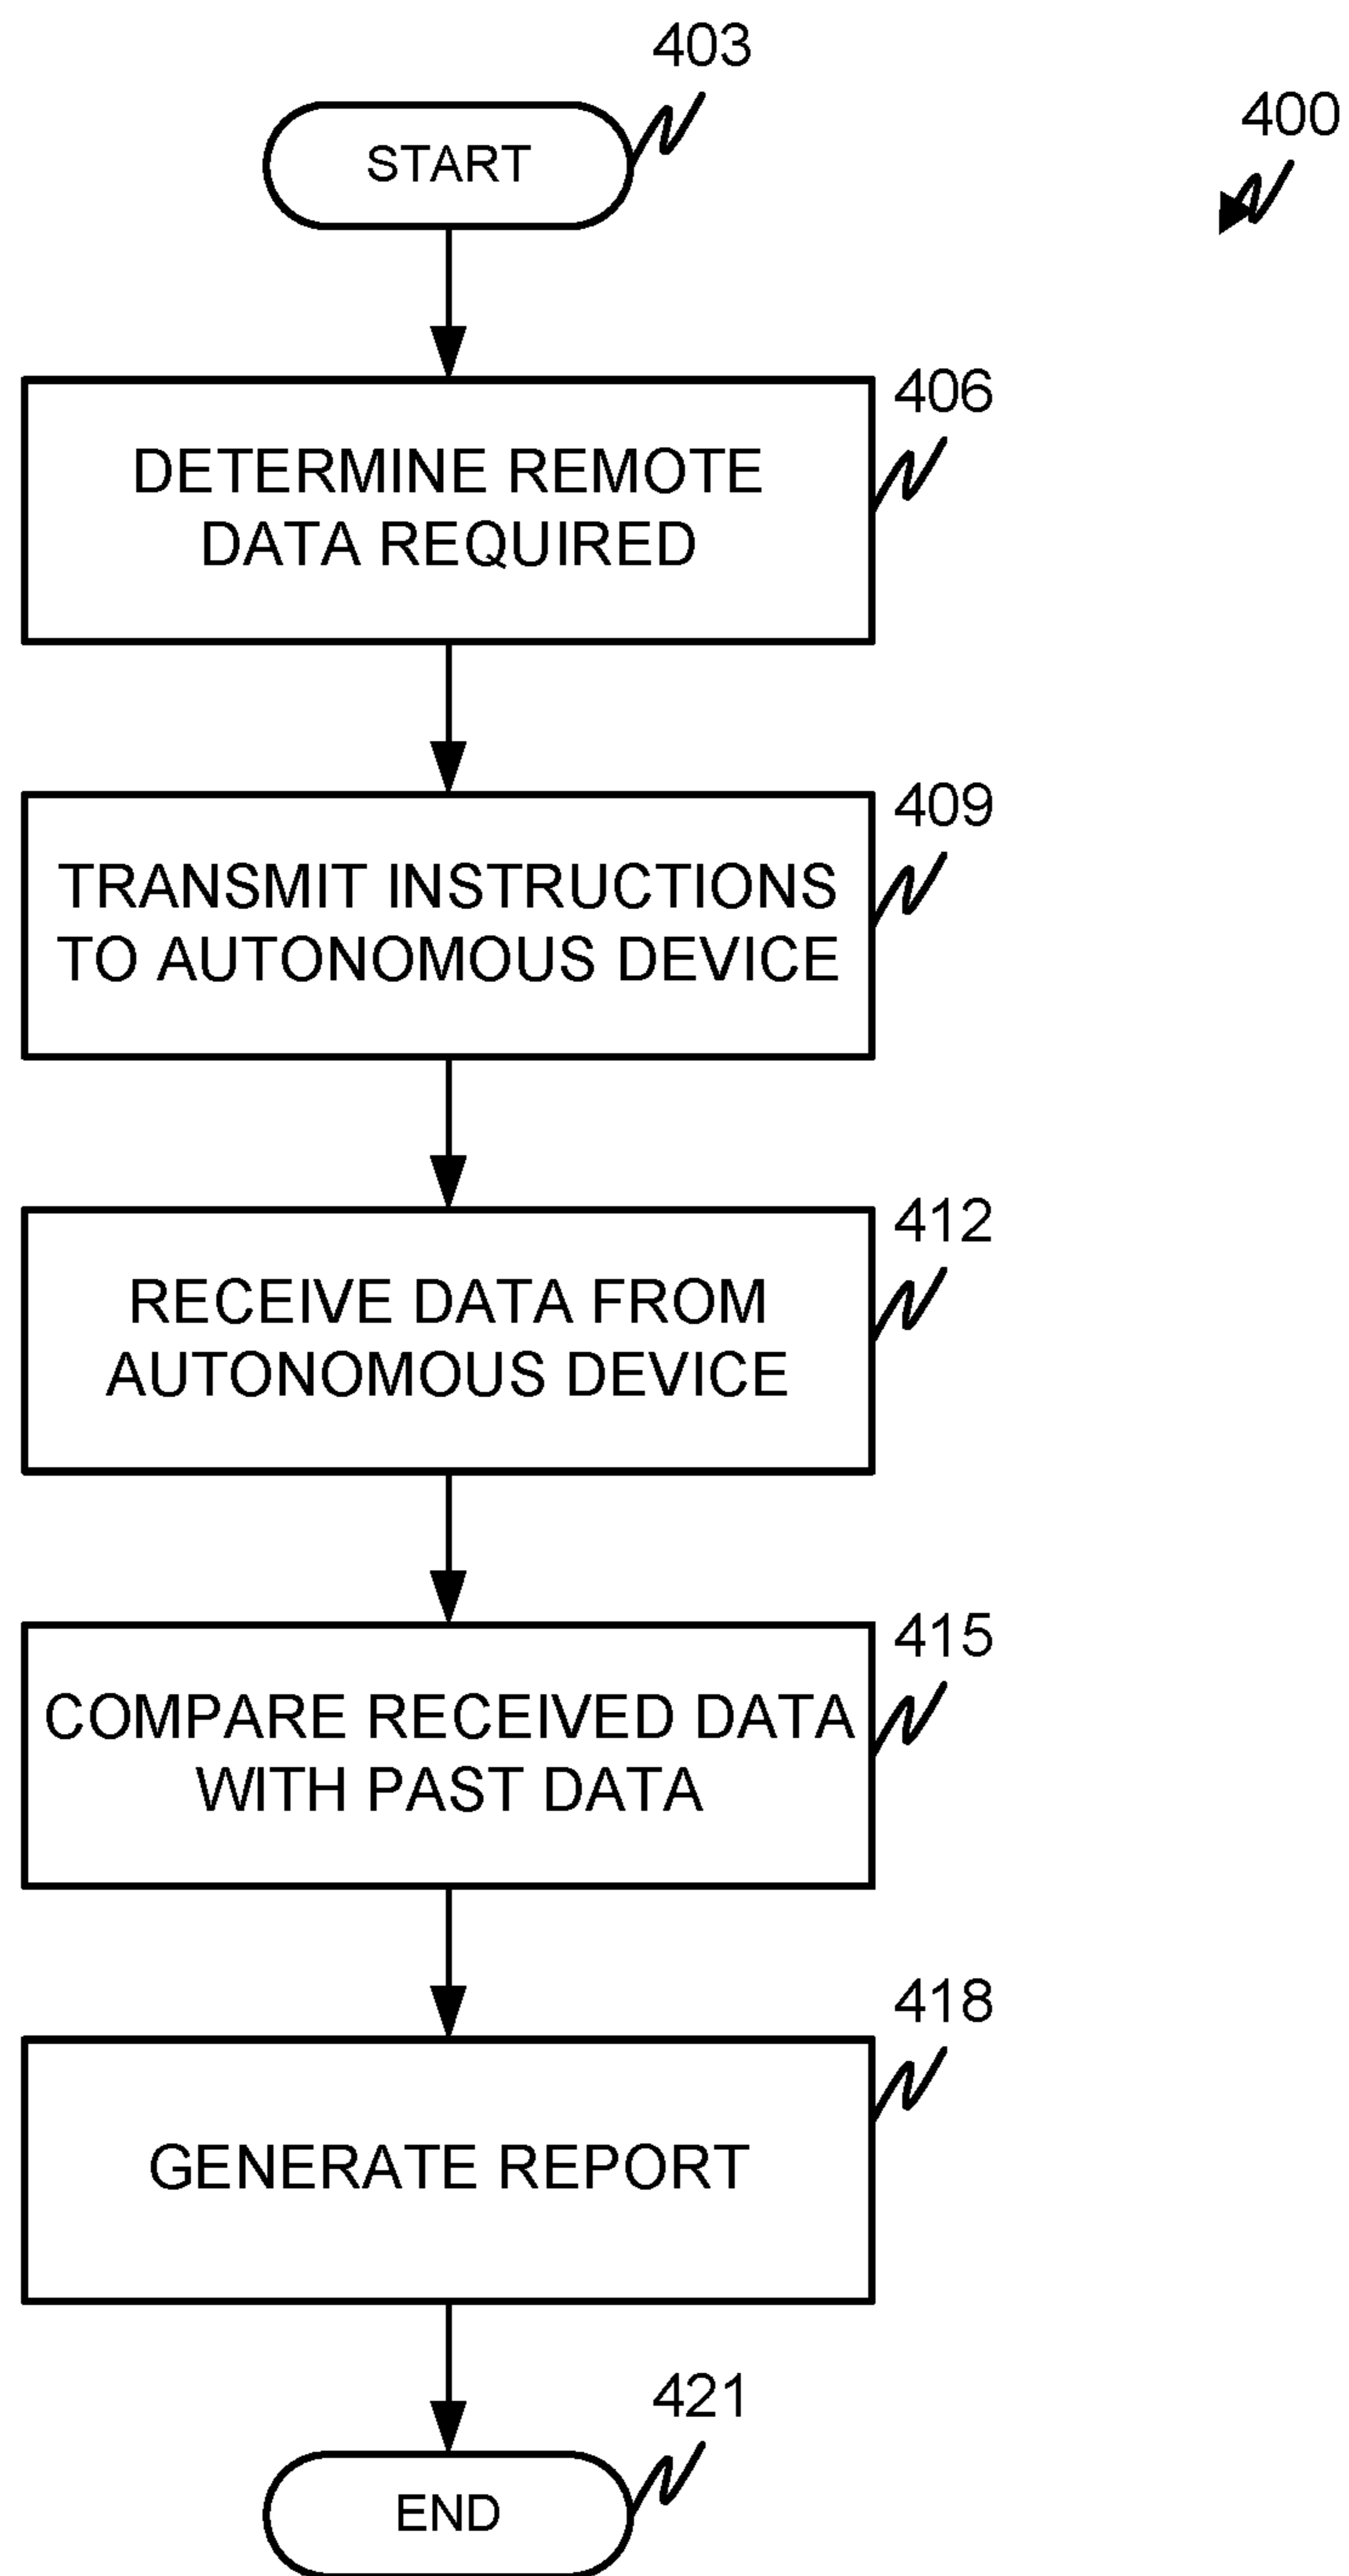 403
START
400
406
DETERMINE REMOTE
DATA REQUIRED
409
TRANSMIT INSTRUCTIONS
TO AUTONOMOUS DEVICE
412
RECEIVE DATA FROM
AUTONOMOUS DEVICE
415
COMPARE RECEIVED DATA
WITH PAST DATA
418
GENERATE REPORT
421
END